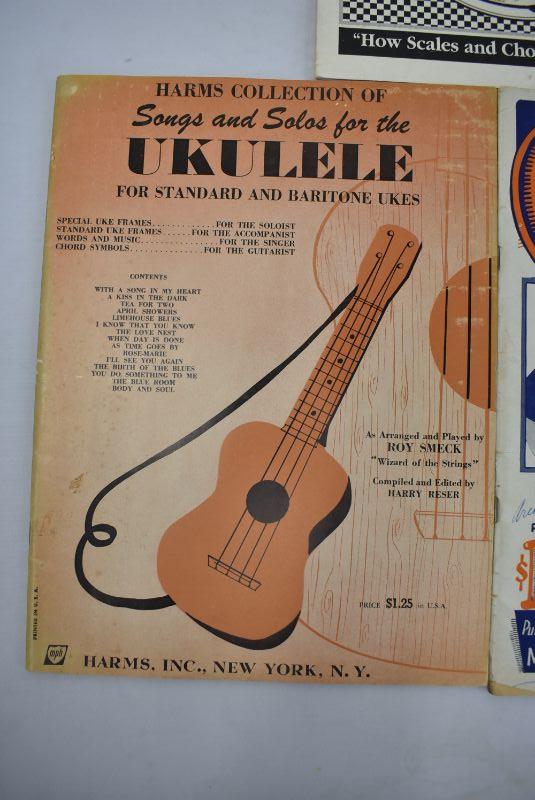 "How Scales and Cho
HARMS COLLECTION OF
Songs and Solos for the
UKULELE
FOR STANDARD AND BARITONE UKES
SPECIAL UKE FRAMES............FOR THE SOLOIST
STANDARD UKE FRAMES.....FOR THE ACCOMPANIST
WORDS AND MUSIC..................FOR THE SINGER
CHORD SYMBOLS.................FOR THE GUITARIST
CONTENTS
WITH A SONG IN MY HEART
A KISS IN THE DARK
TEA FOR TWO
APRIL SHOWERS
LIMEHOUSE BLUES
I KNOW THAT YOU KNOW
THE LOVE NEST
WHEN DAY IS DONE
AS TIME GOES BY
ROSE-MARIE
I'LL SEE YOU AGAIN
THE BIRTH OF THE BLUES
YOU DO SOMETHING TO ME
THE BLUE ROOM
BODY AND SOUL
As Arranged and Played by
ROY SMECK
"Wizard of the Strings"
Compiled and Edited by
HARRY RESER
PRICE $1.25 in U.S.A.
PRINTED IN U.S.A.
mph
HARMS, INC., NEW YORK, N. Y.
$1